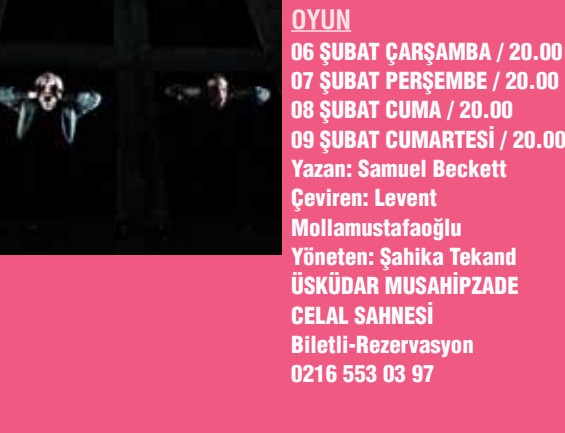 OYUN
06 ŞUBAT ÇARŞAMBA / 20.00
07 ŞUBAT PERŞEMBE / 20.00
08 ŞUBAT CUMA / 20.00
09 ŞUBAT CUMARTESİ / 20.00
Yazan: Samuel Beckett
Çeviren: Levent
Mollamustafaoğlu
Yöneten: Şahika Tekand
ÜSKÜDAR MUSAHİPZADE
CELAL SAHNESİ
Biletli-Rezervasyon
0216 553 03 97